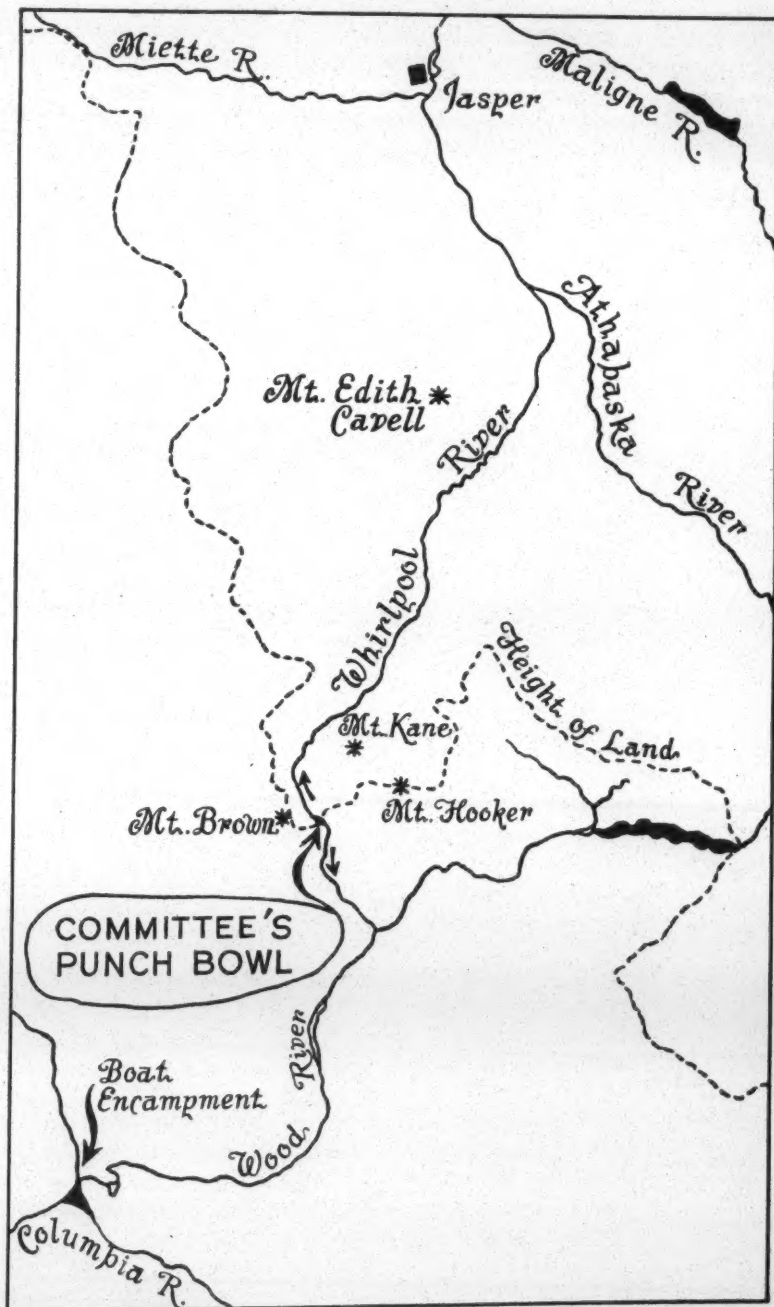 Miette R.
Jasper
Maligne R.
Athabaska River
Mt. Edith
Cavell
Whirlpool River
Height of Land
Mt. Kane
Mt. Hooker
Mt. Brown
COMMITTEE'S
PUNCH BOWL
Boat
Encampment
Wood River
Columbia R.